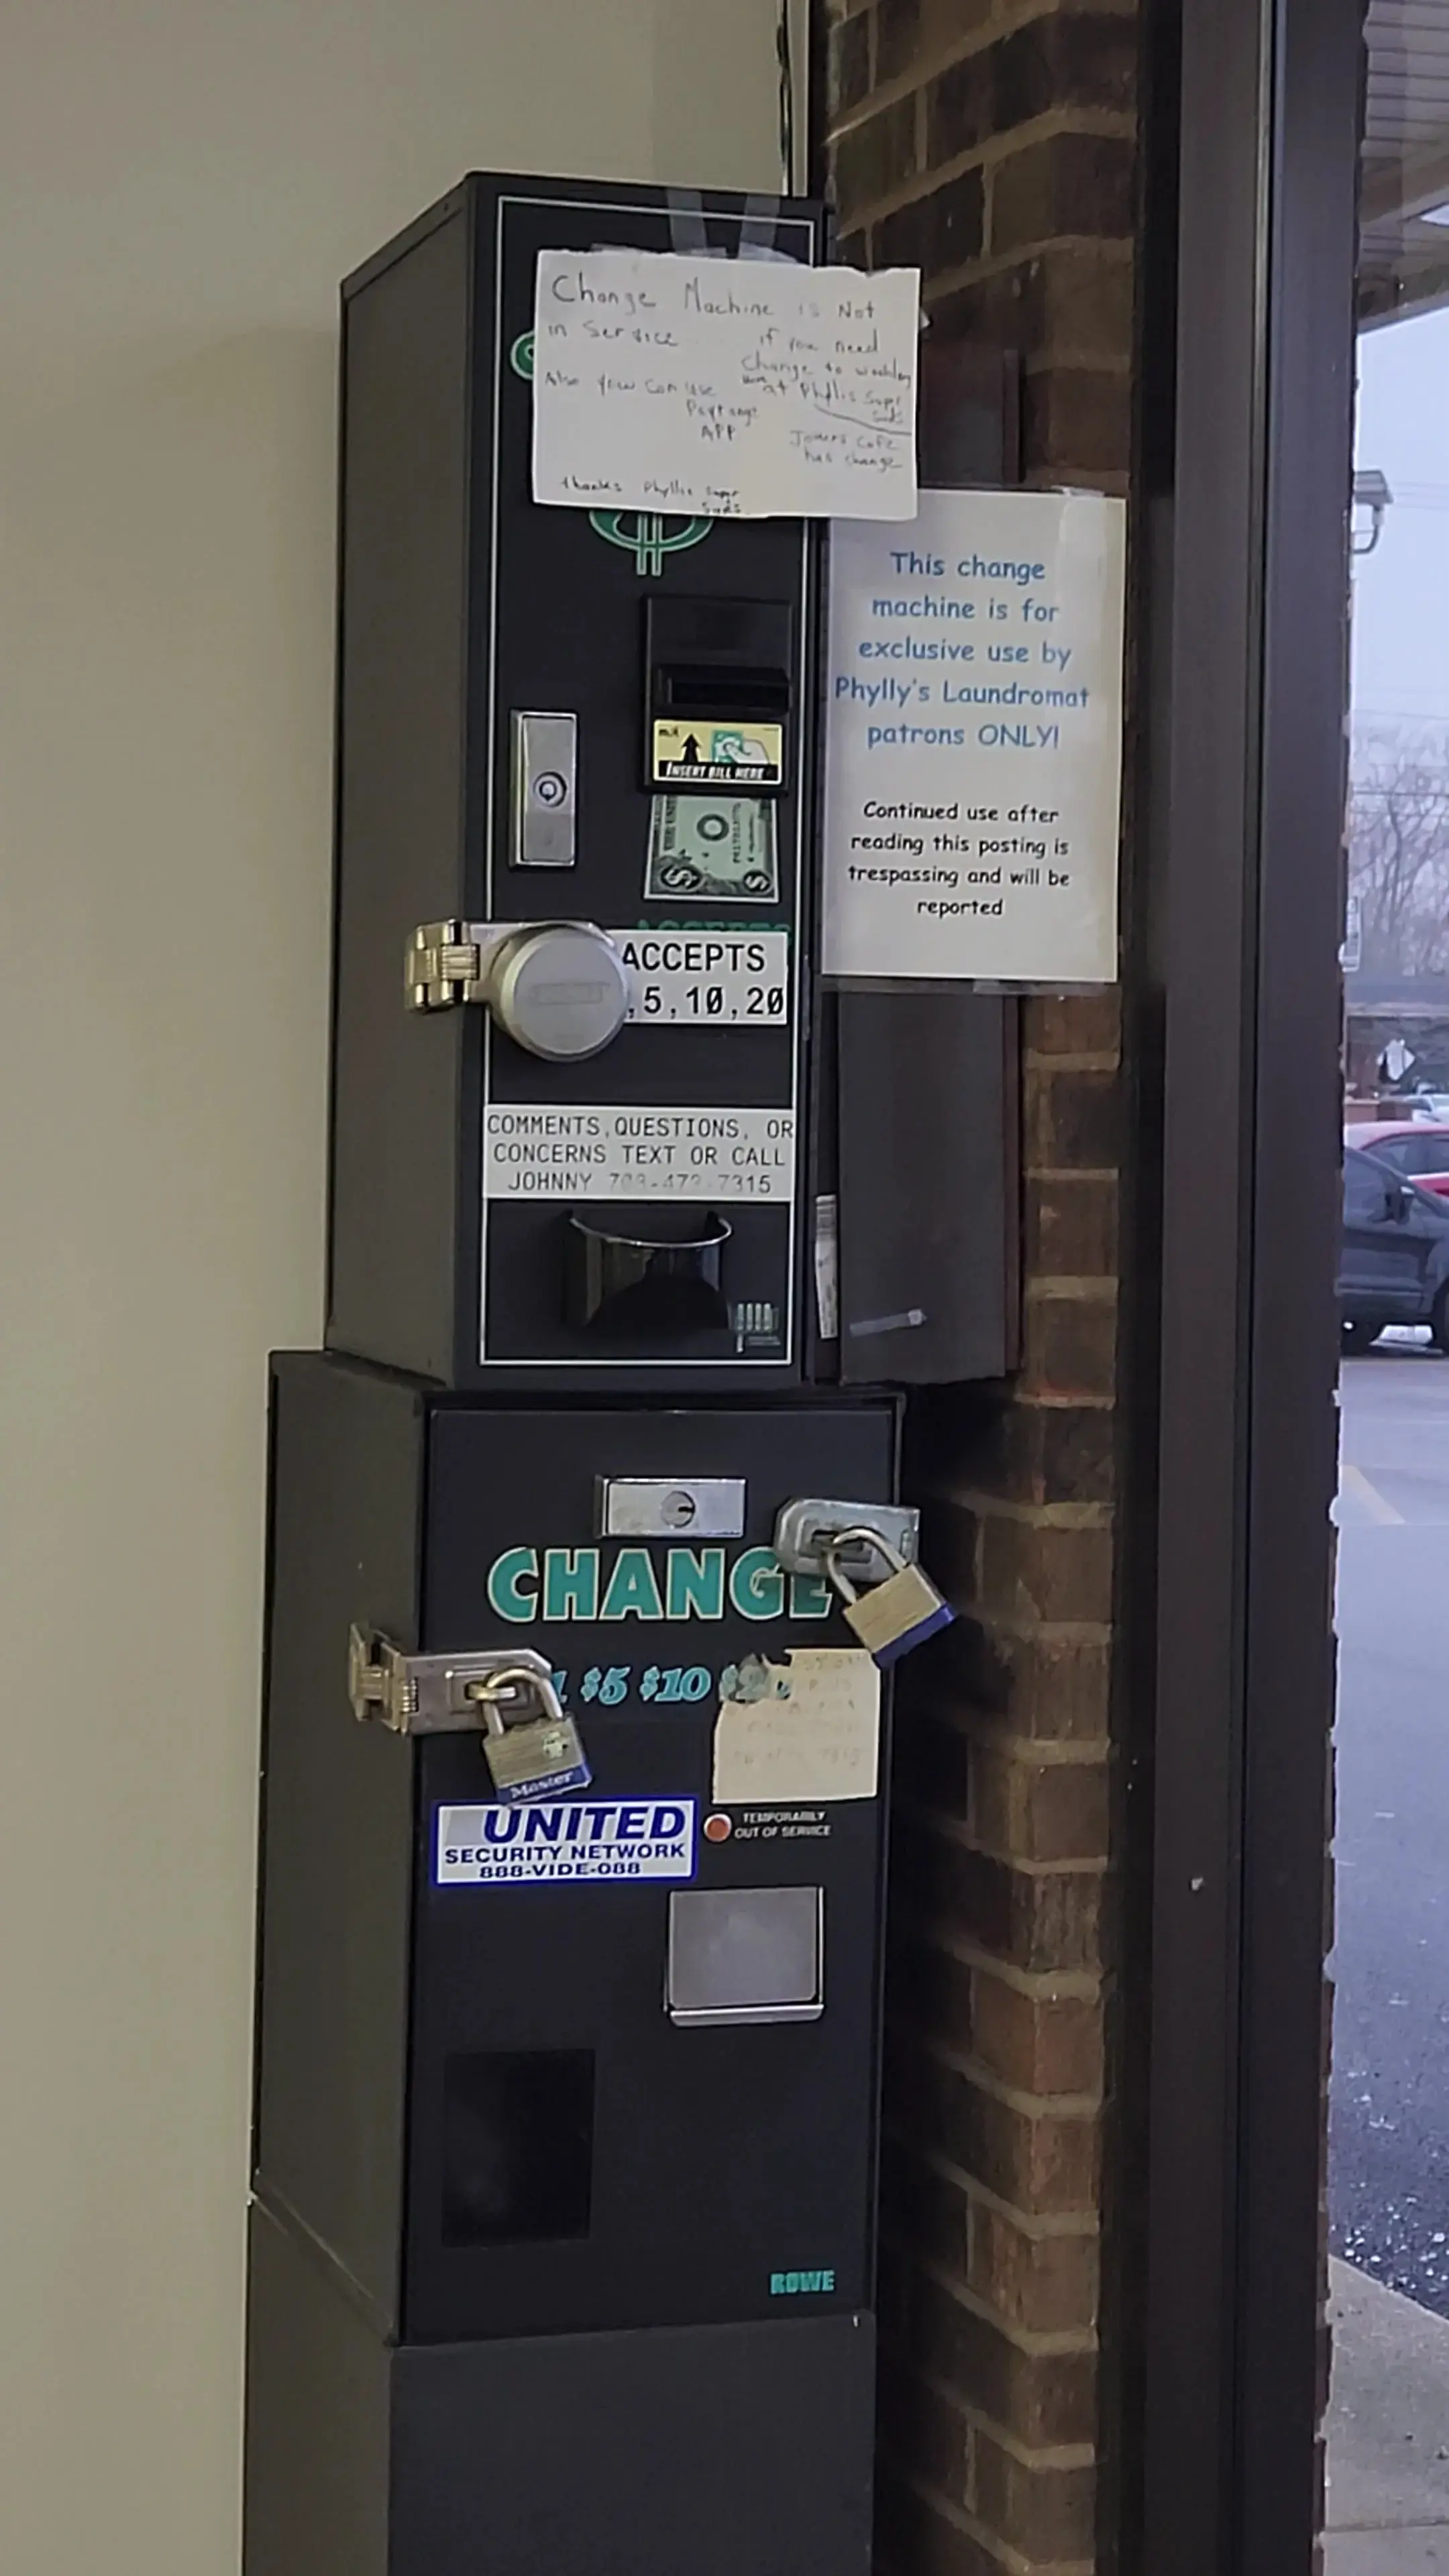 Change Machine is Not
in Service
if you need
Change to
at Phyllis Super
Suds
Also you can use
APP
Cafe
has change
thanks Phyllis Super
Suds
This change
machine is for
exclusive use by
Phylly's Laundromat
patrons ONLY!
Continued use after
reading this posting is
trespassing and will be
reported
INSERT BILL HERE
ACCEPTS
ACCEPTS
,5,10,20
COMMENTS,QUESTIONS, OR
CONCERNS TEXT OR CALL
JOHNNY
CHANGE
$5 $10
Master
UNITED
SECURITY NETWORK
888-VIDE-088
TEMPORARILY
OUT OF SERVICE
ROWE